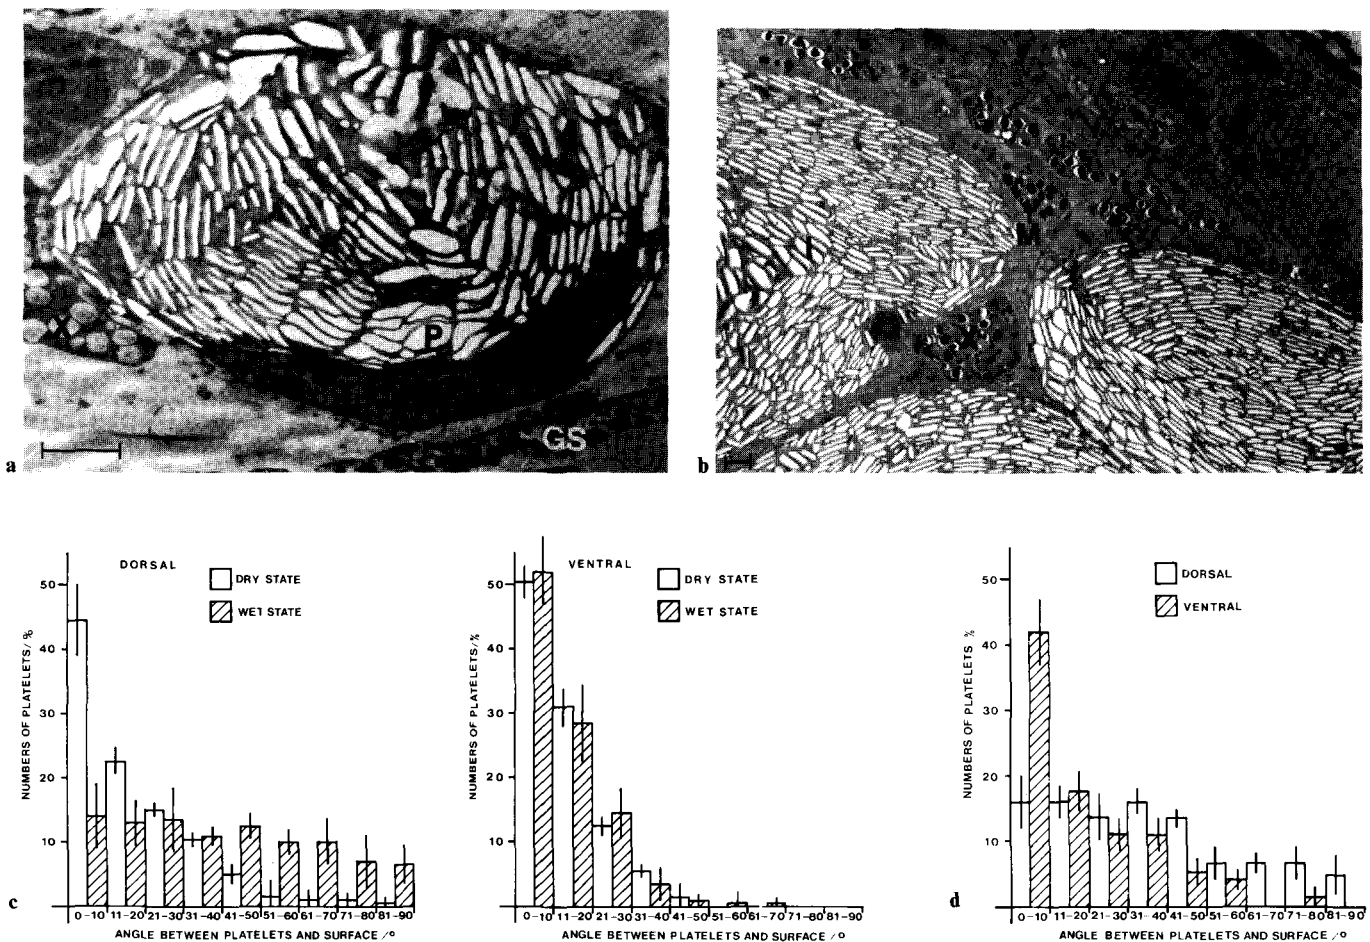 X
P
GS
a
M
I
X
b
DORSAL
DRY STATE
WET STATE
NUMBERS OF PLATELETS/%
50
40
30
20
10
0-10 11-20 21-30 31-40 41-50 51-60 61-70 71-80 81-90
ANGLE BETWEEN PLATELETS AND SURFACE /°
c
VENTRAL
DRY STATE
WET STATE
NUMBERS OF PLATELETS/%
50
40
30
20
10
0-10 11-20 21-30 31-40 41-50 51-60 61-70 71-80 81-90
ANGLE BETWEEN PLATELETS AND SURFACE /°
DORSAL
VENTRAL
NUMBERS OF PLATELETS %
50
40
30
20
10
0-10 11-20 21-30 31-40 41-50 51-60 61-70 71-80 81-90
ANGLE BETWEEN PLATELETS AND SURFACE /°
d